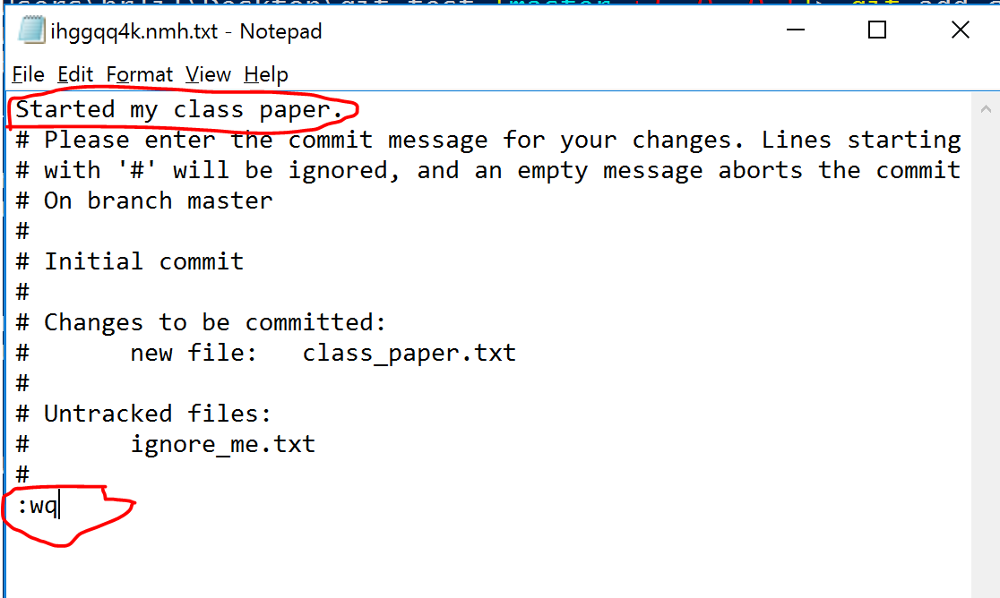 ihggqq4k.nmh.txt - Notepad
File Edit Format View Help
Started my class paper.
# Please enter the commit message for your changes. Lines starting
# with '#' will be ignored, and an empty message aborts the commit
# On branch master
#
# Initial commit
#
# Changes to be committed:
#       new file:   class_paper.txt
#
# Untracked files:
#       ignore_me.txt
#
:wq